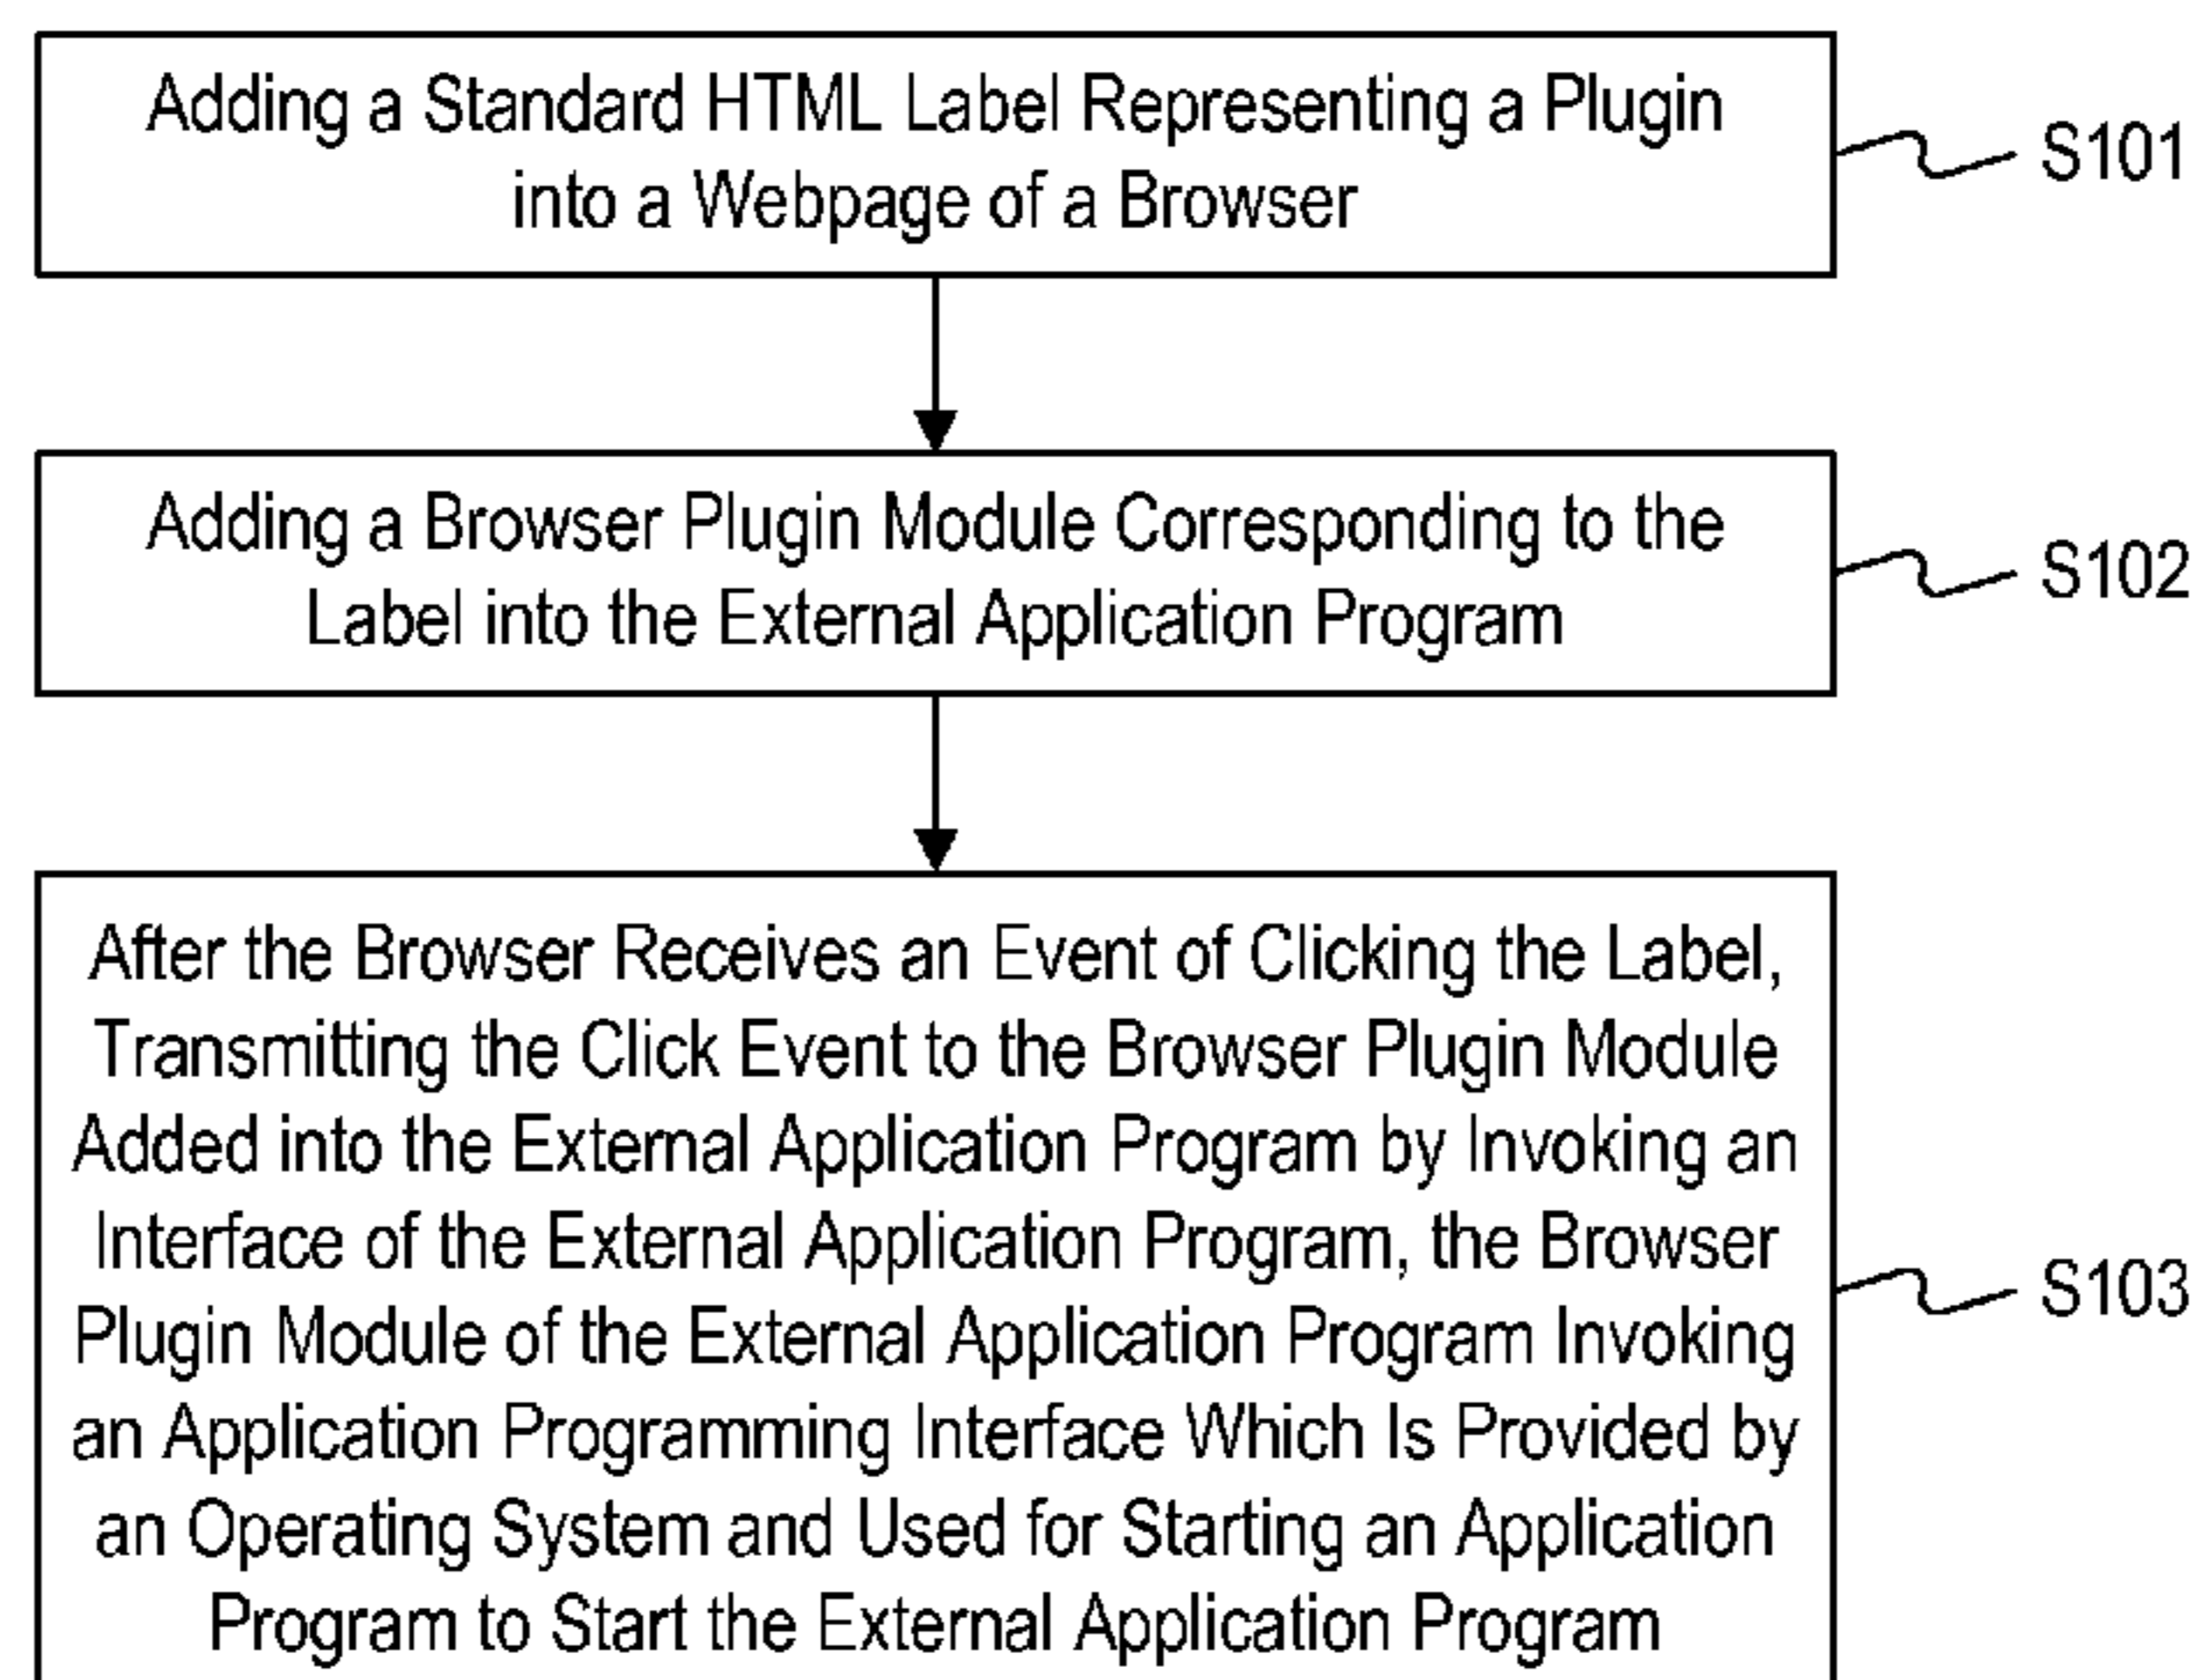 Adding a Standard HTML Label Representing a Plugin
into a Webpage of a Browser
S101
Adding a Browser Plugin Module Corresponding to the
Label into the External Application Program
S102
After the Browser Receives an Event of Clicking the Label,
Transmitting the Click Event to the Browser Plugin Module
Added into the External Application Program by Invoking an
Interface of the External Application Program, the Browser
Plugin Module of the External Application Program Invoking
an Application Programming Interface Which Is Provided by
an Operating System and Used for Starting an Application
Program to Start the External Application Program
S103